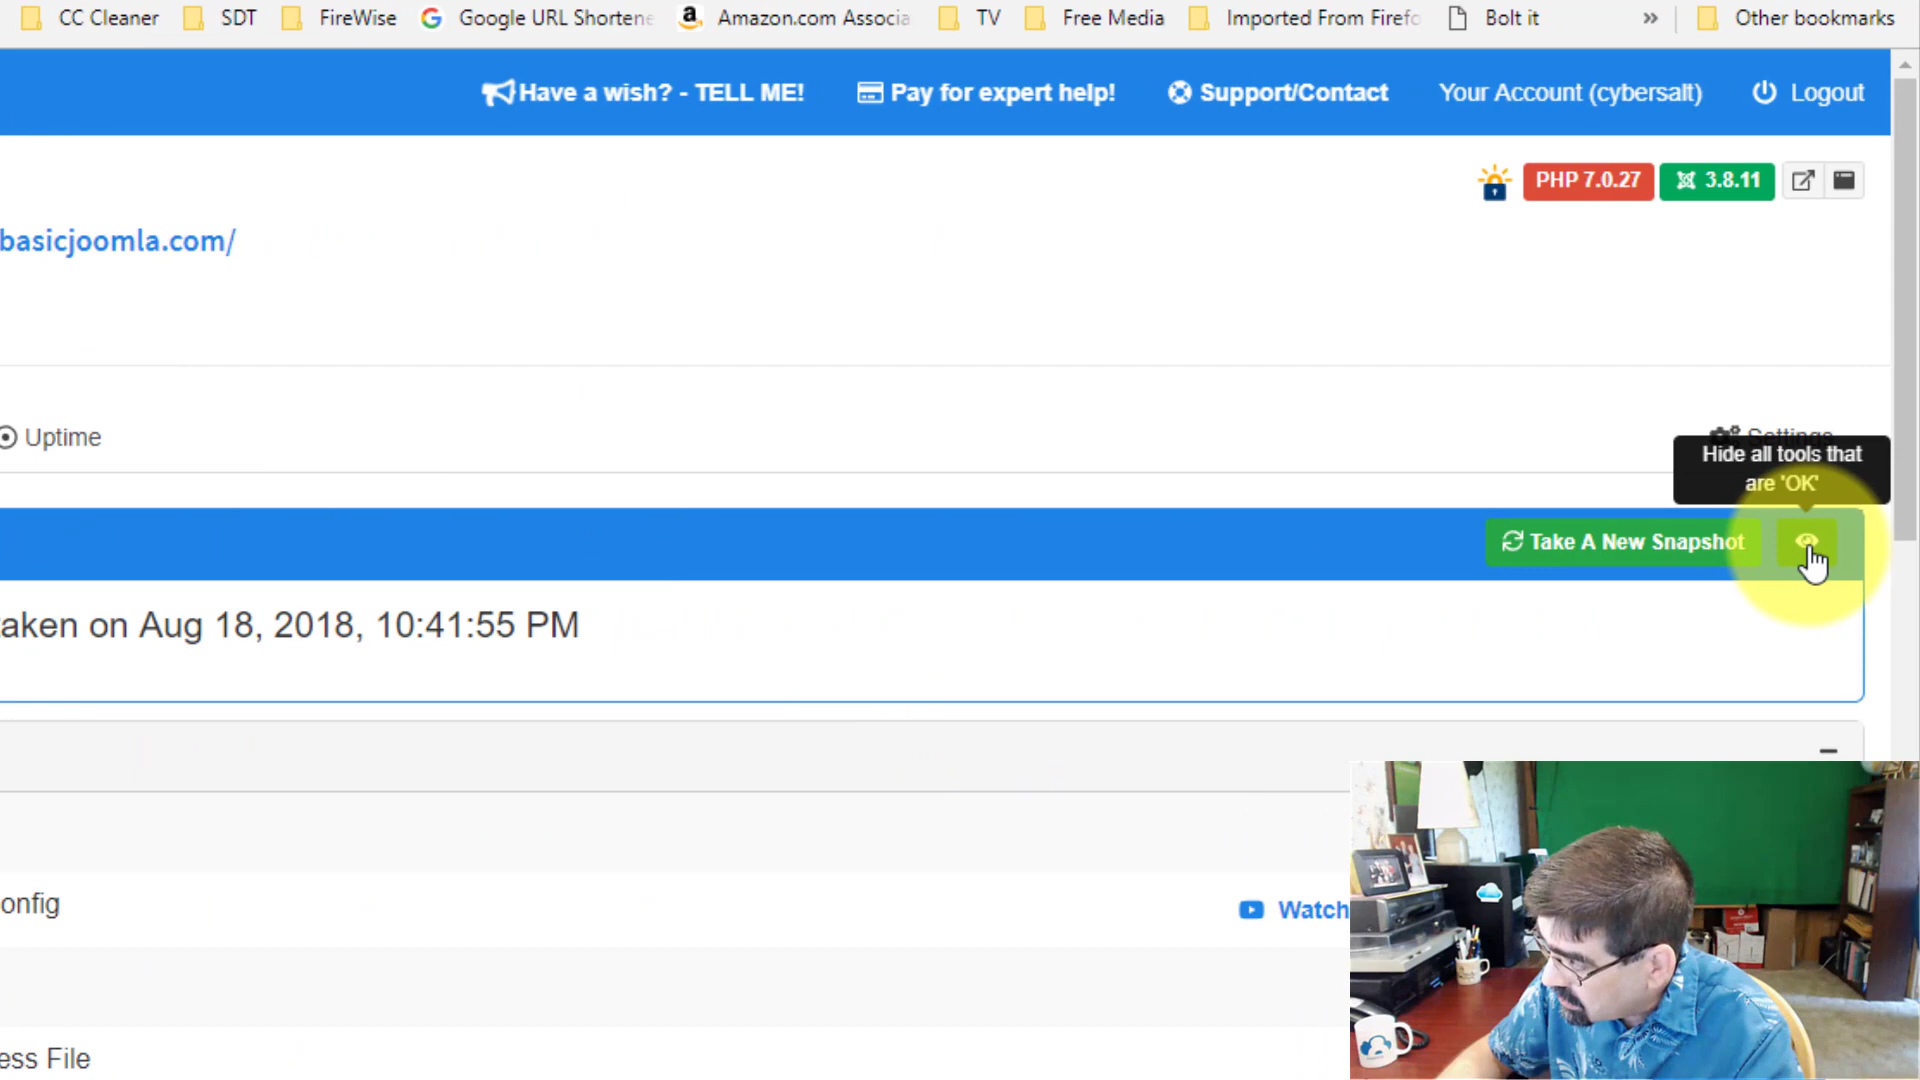 CC Cleaner SDT FireWise Google URL Shortene Amazon.com Associa TV Free Media Imported From Firefo Bolt it » Other bookmarks
Have a wish? - TELL ME! Pay for expert help! Support/Contact Your Account (cybersalt) Logout
PHP 7.0.27 3.8.11
basicjoomla.com/
Uptime Settings
Hide all tools that
are 'OK'
Take A New Snapshot
taken on Aug 18, 2018, 10:41:55 PM
onfig
Watch
ess File